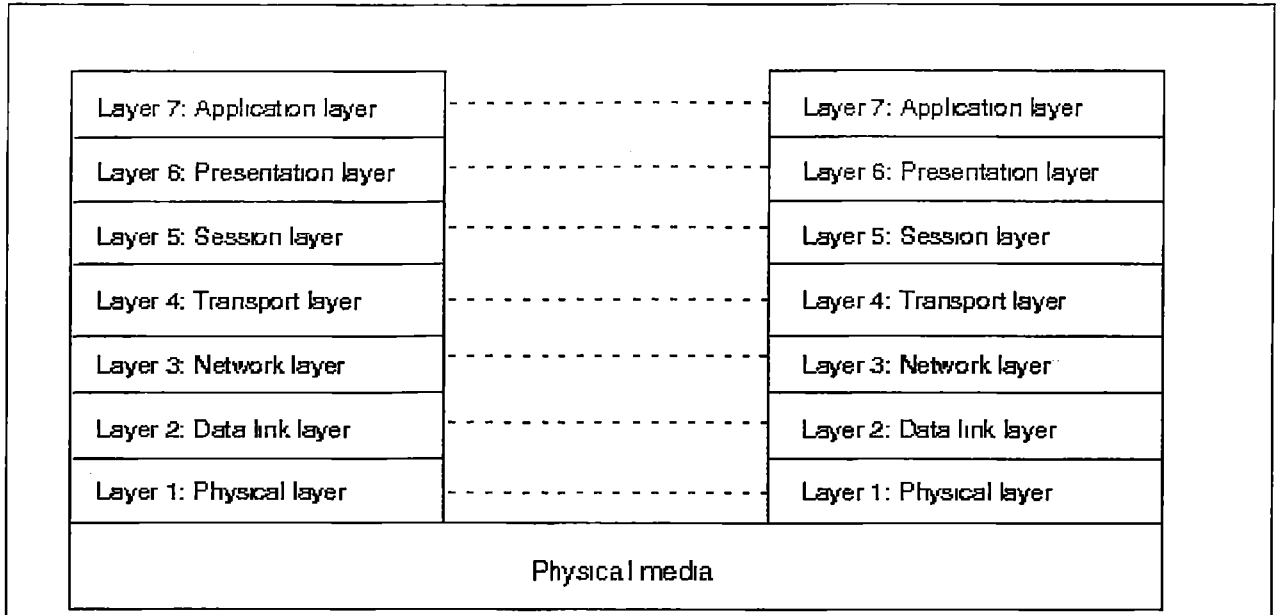 Layer 7: Application layer
Layer 6: Presentation layer
Layer 5: Session layer
Layer 4: Transport layer
Layer 3: Network layer
Layer 2: Data link layer
Layer 1: Physical layer
Layer 7: Application layer
Layer 6: Presentation layer
Layer 5: Session layer
Layer 4: Transport layer
Layer 3: Network layer
Layer 2: Data link layer
Layer 1: Physical layer
Physical media